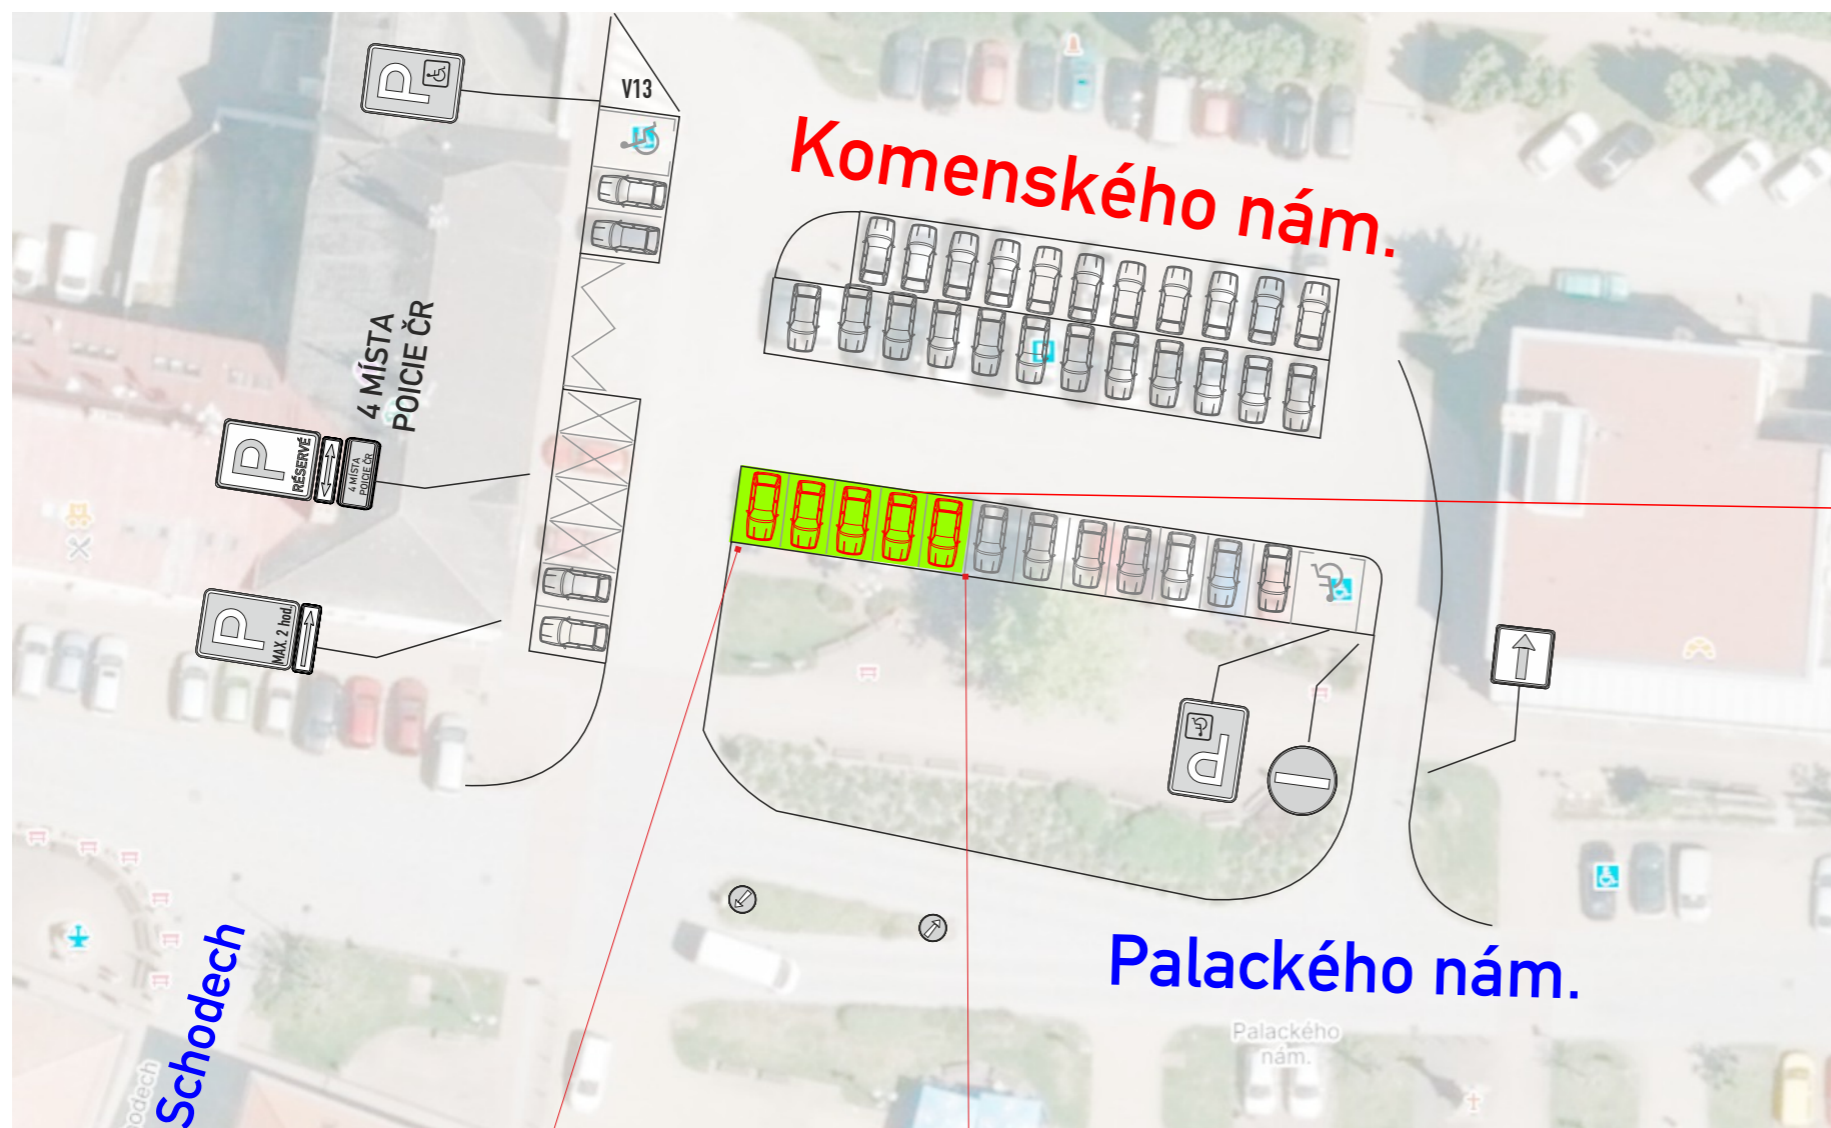 V13
P
Komenského nám.
4 MÍSTA
POICIE ČR
P
RÉSERVÉ
4 MÍSTA
POICIE ČR
P
MAX. 2 hod.
P
Palackého nám.
Palackého
nám.
Schodech
odech